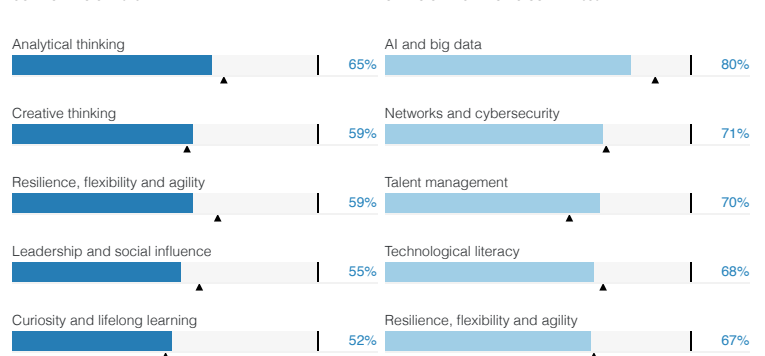 Analytical thinking
65%
Creative thinking
59%
Resilience, flexibility and agility
59%
Leadership and social influence
55%
Curiosity and lifelong learning
52%
AI and big data
80%
Networks and cybersecurity
71%
Talent management
70%
Technological literacy
68%
Resilience, flexibility and agility
67%